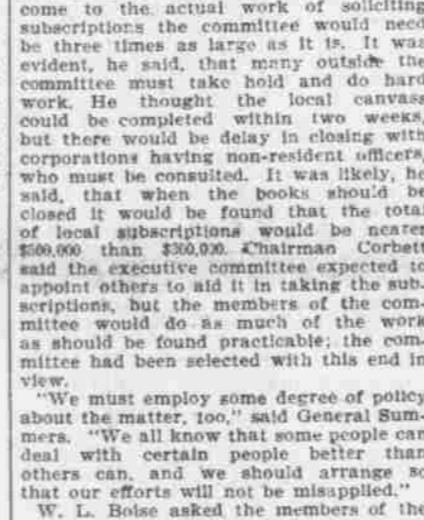 come to the actual work of soliciting
subscriptions the committee would need
be three times as large as it is. It was
evident, he said, that many outside the
committee must take hold and do hard
work. He thought the local canvass
could be completed within two weeks,
but there would be delay in closing with
corporations having non-resident officers,
who must be consulted. It was likely, he
said, that when the books should be
closed it would be found that the total
of local subscriptions would be nearer
$500,000 than $300,000. Chairman Corbett
said the executive committee expected to
appoint others to aid it in taking the sub-
scriptions, but the members of the com-
mittee would do as much of the work
as should be found practicable; the com-
mittee had been selected with this end in
view.
"We must employ some degree of policy
about the matter, too," said General Sum-
mers. "We all know that some people can
deal with certain people better than
others can, and we should arrange so
that our efforts will not be misapplied."
W. L. Boise asked the members of the